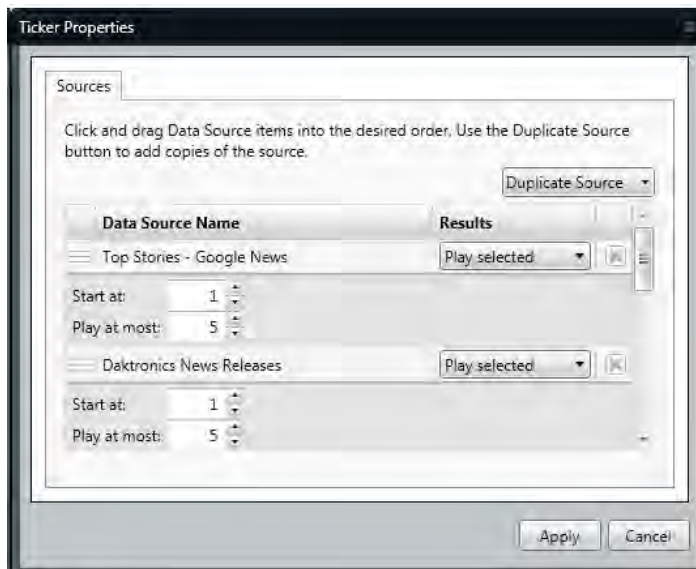 Ticker Properties
Sources
Click and drag Data Source items into the desired order. Use the Duplicate Source
button to add copies of the source.
Duplicate Source
Data Source Name Results
Top Stories - Google News Play selected
Start at: 1
Play at most: 5
Daktronics News Releases Play selected
Start at: 1
Play at most: 5
Apply Cancel